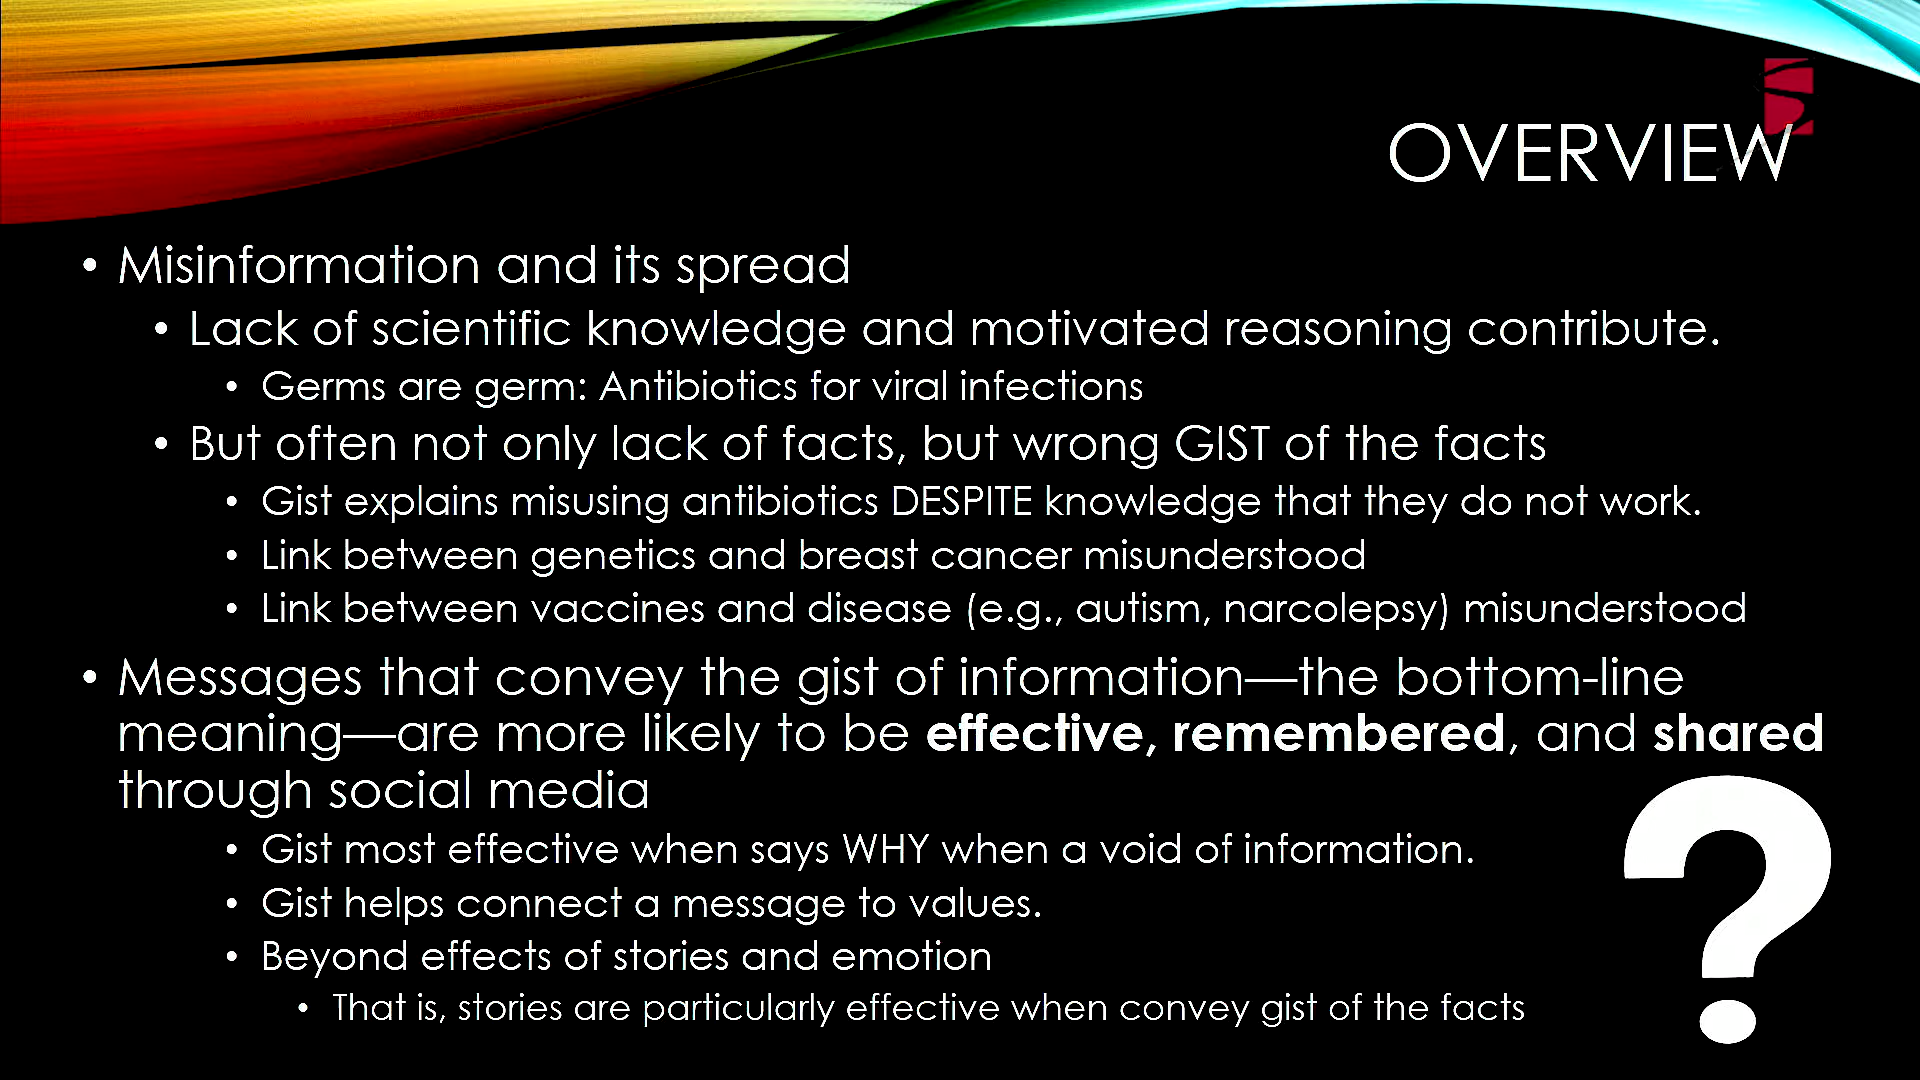 OVERVIEW
• Misinformation and its spread
• Lack of scientific knowledge and motivated reasoning contribute.
• Germs are germ: Antibiotics for viral infections
• But often not only lack of facts, but wrong GIST of the facts
• Gist explains misusing antibiotics DESPITE knowledge that they do not work.
• Link between genetics and breast cancer misunderstood
• Link between vaccines and disease (e.g., autism, narcolepsy) misunderstood
• Messages that convey the gist of information—the bottom-line
meaning—are more likely to be effective, remembered, and shared
through social media
• Gist most effective when says WHY when a void of information.
• Gist helps connect a message to values.
• Beyond effects of stories and emotion
• That is, stories are particularly effective when convey gist of the facts
?